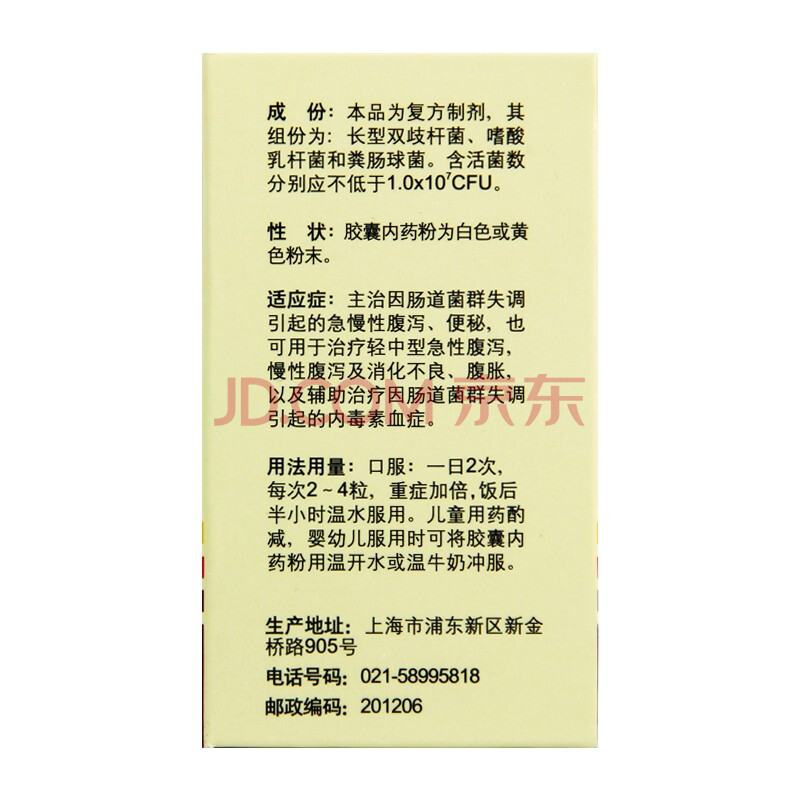 成　份：本品为复方制剂，其
组份为：长型双歧杆菌、嗜酸
乳杆菌和粪肠球菌。含活菌数
分别应不低于1.0x10⁷CFU。
性　状：胶囊内药粉为白色或黄
色粉末。
适应症：主治因肠道菌群失调
引起的急慢性腹泻、便秘，也
可用于治疗轻中型急性腹泻，
慢性腹泻及消化不良、腹胀，
以及辅助治疗因肠道菌群失调
引起的内毒素血症。
JD.COM 京东
用法用量：口服：一日2次，
每次2～4粒，重症加倍，饭后
半小时温水服用。儿童用药酌
减，婴幼儿服用时可将胶囊内
药粉用温开水或温牛奶冲服。
生产地址：上海市浦东新区新金
桥路905号
电话号码：021-58995818
邮政编码：201206